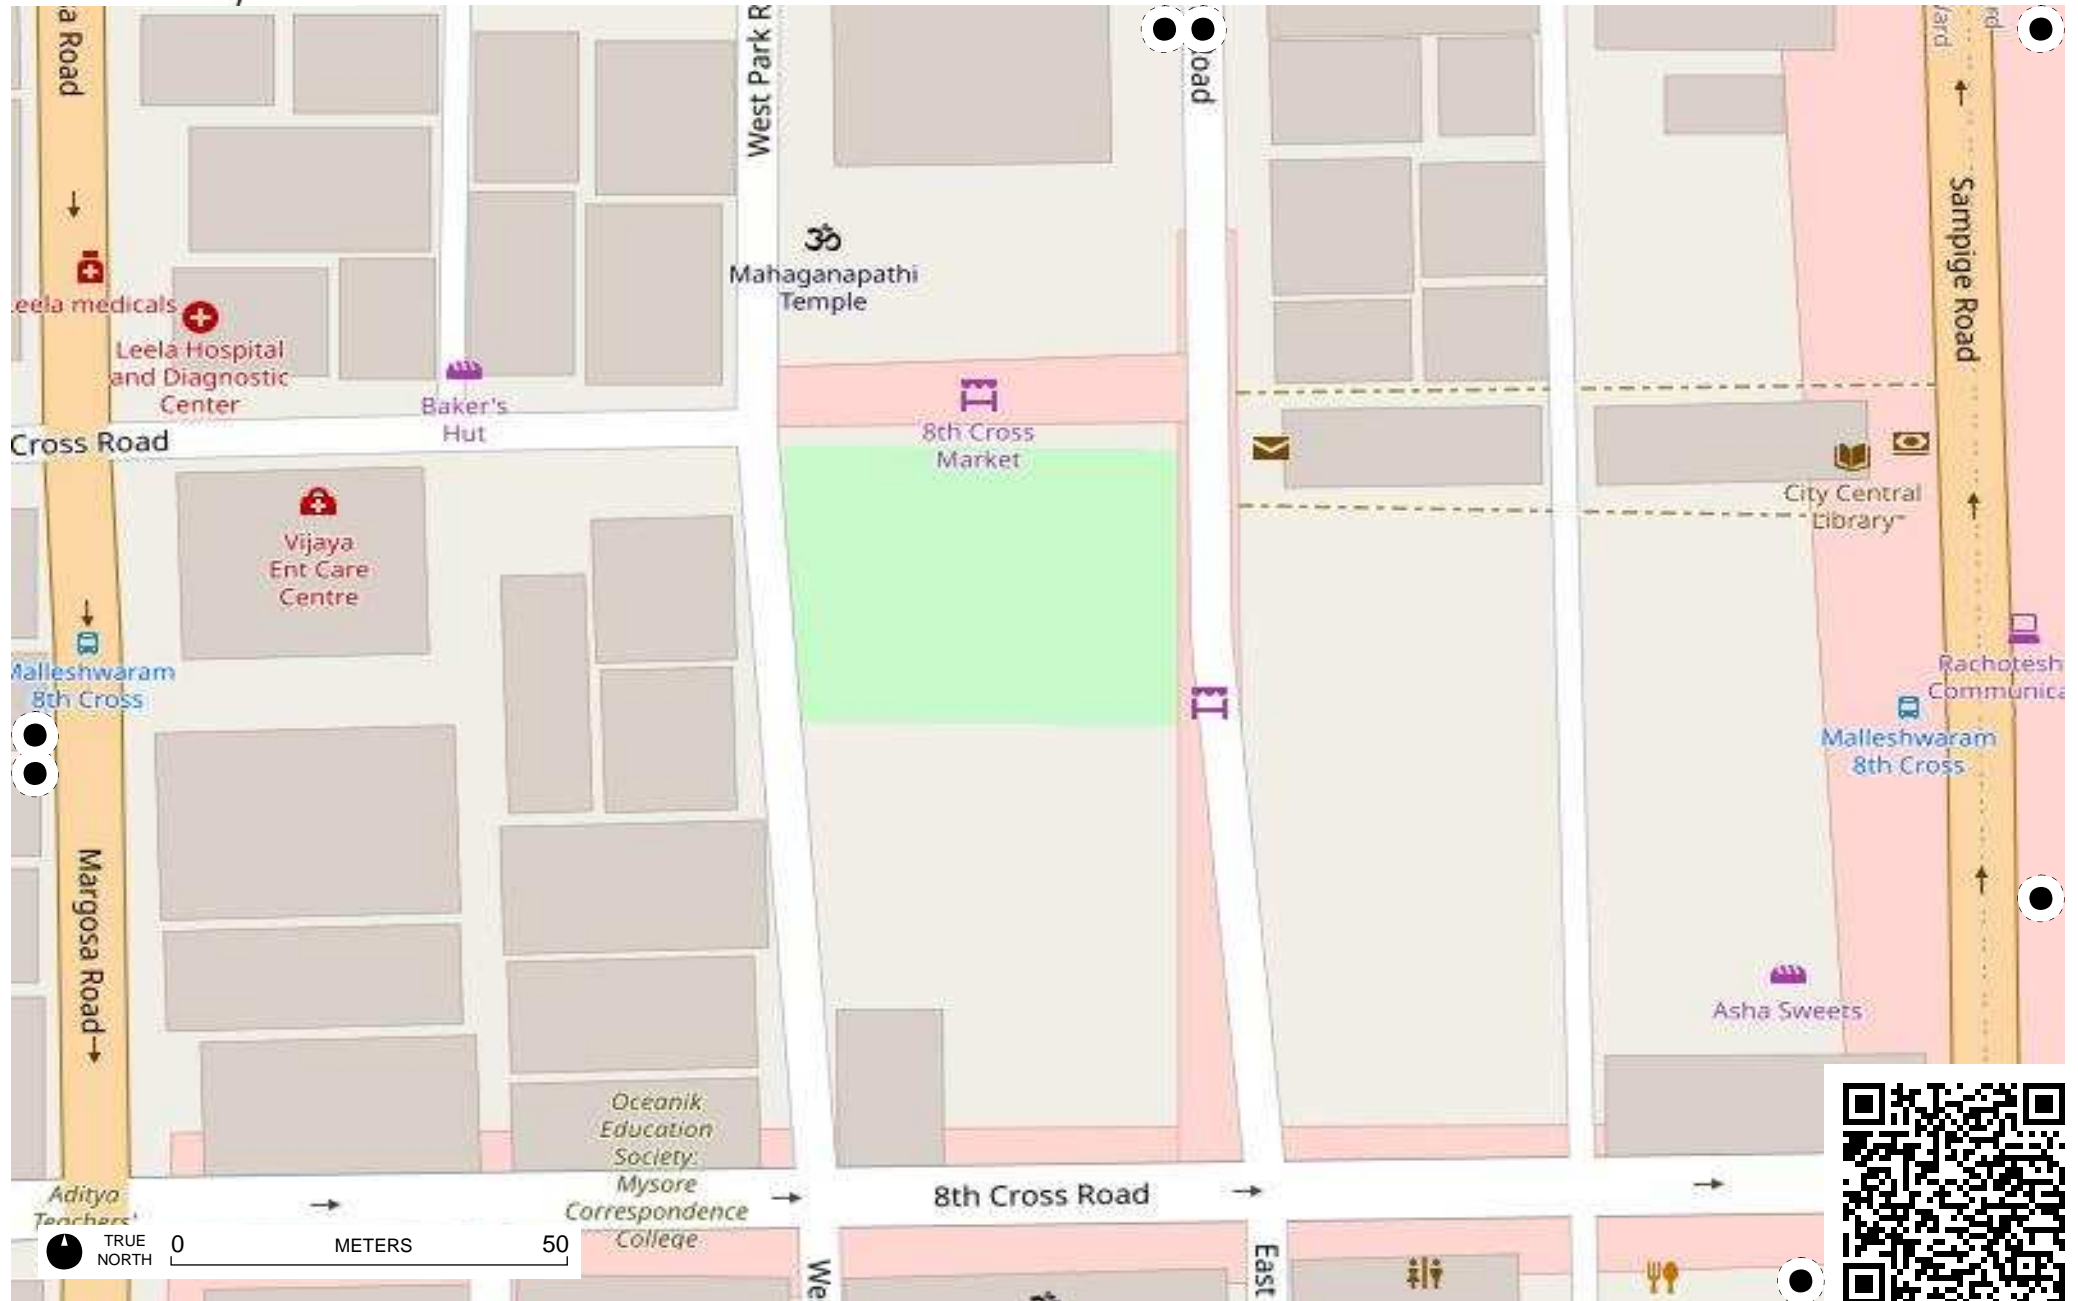 a Road
West Park R
oad
Sampige Road
Mahaganapathi
Temple
eela medicals
Leela Hospital
and Diagnostic
Center
Baker's
Hut
Cross Road
8th Cross
Market
City Central
Library
Vijaya
Ent Care
Centre
Malleshwaram
8th Cross
Rachotesh
Communica
Malleshwaram
8th Cross
Margosa Road
Asha Sweets
Oceanik
Education
Society:
Mysore
Correspondence
College
8th Cross Road
Aditya
Teachers'
TRUE
NORTH
0 METERS 50
We
East